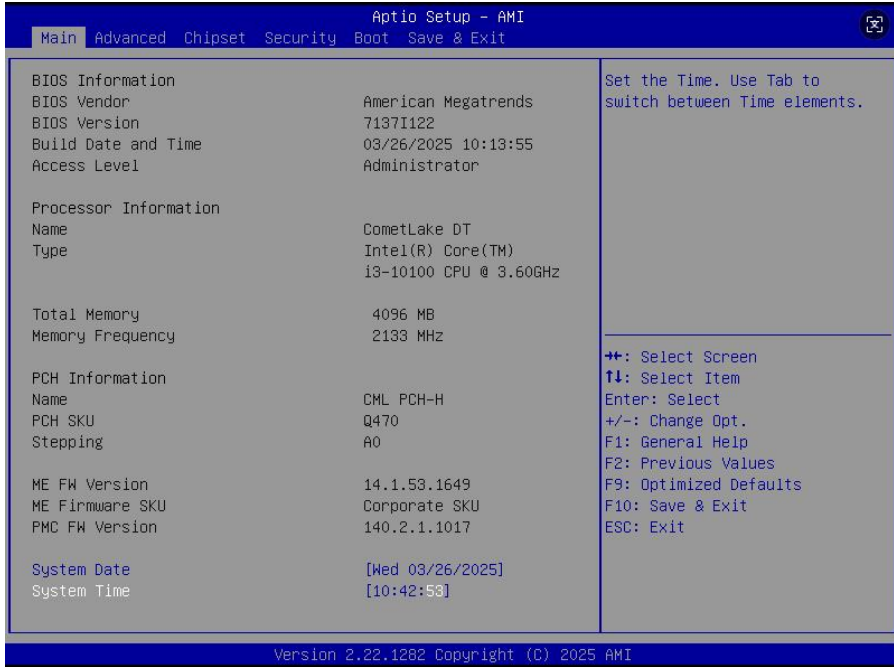 Aptio Setup – AMI
Main Advanced Chipset Security Boot Save & Exit
BIOS Information
BIOS Vendor American Megatrends
BIOS Version 7137I122
Build Date and Time 03/26/2025 10:13:55
Access Level Administrator
Processor Information
Name CometLake DT
Type Intel(R) Core(TM)
i3-10100 CPU @ 3.60GHz
Total Memory 4096 MB
Memory Frequency 2133 MHz
PCH Information
Name CML PCH-H
PCH SKU Q470
Stepping A0
ME FW Version 14.1.53.1649
ME Firmware SKU Corporate SKU
PMC FW Version 140.2.1.1017
System Date [Wed 03/26/2025]
System Time [10:42:53]
Set the Time. Use Tab to
switch between Time elements.
→←: Select Screen
↑↓: Select Item
Enter: Select
+/-: Change Opt.
F1: General Help
F2: Previous Values
F9: Optimized Defaults
F10: Save & Exit
ESC: Exit
Version 2.22.1282 Copyright (C) 2025 AMI